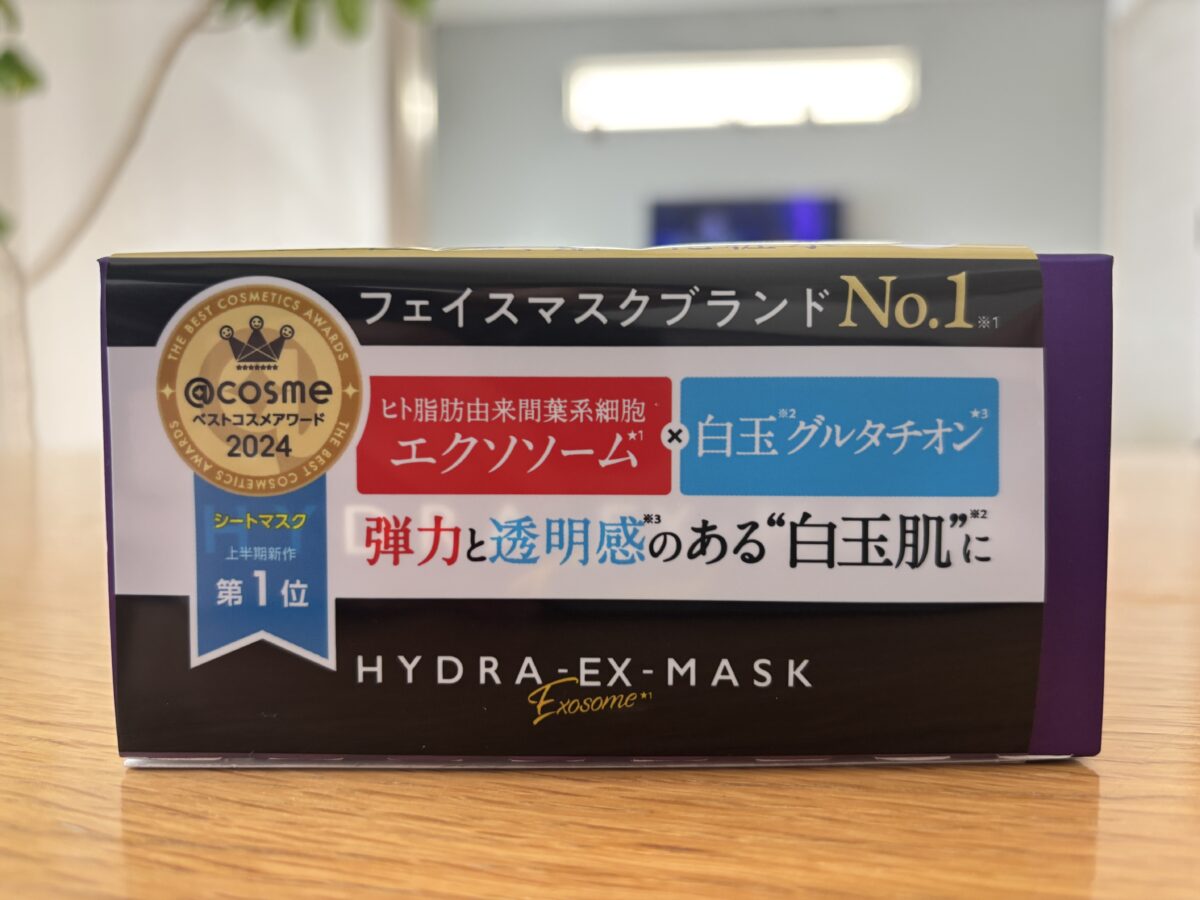 フェイスマスクブランドNo.1※1
THE BEST COSMETICS AWARDS
@cosme
ベストコスメアワード
2024
THE BEST COSMETICS AWARDS
シートマスク
上半期新作
第1位
ヒト脂肪由来間葉系細胞
エクソソーム★1
×
白玉※2グルタチオン★3
弾力と透明感※3のある“白玉肌”※2に
HYDRA-EX-MASK
Exosome★1